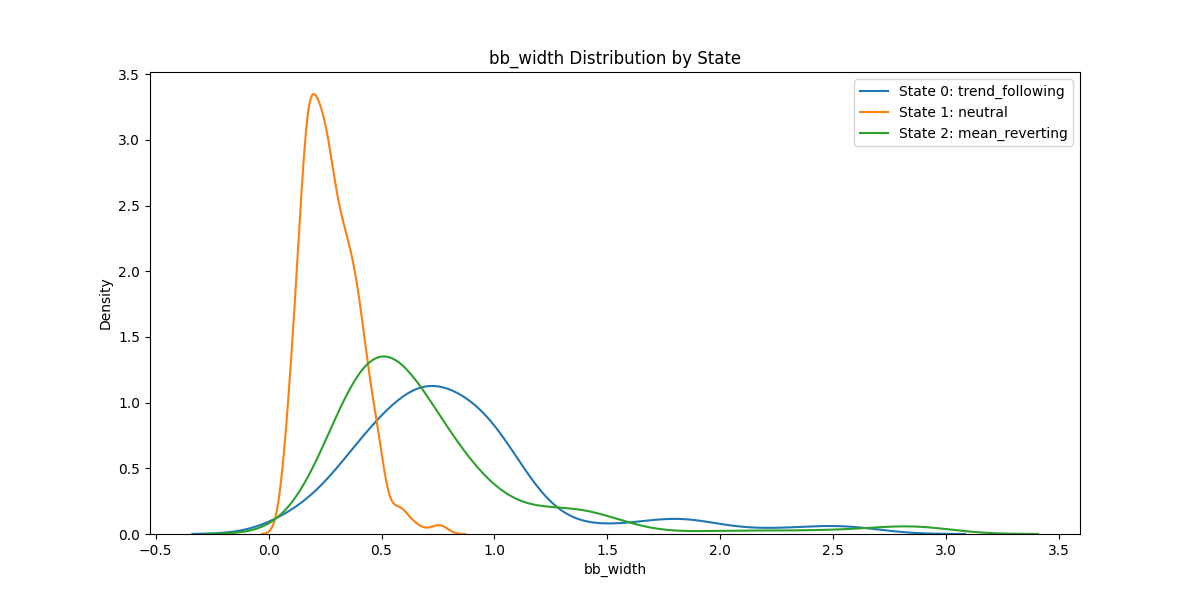 bb_width Distribution by State
State 0: trend_following
State 1: neutral
State 2: mean_reverting
Density
3.5
3.0
2.5
2.0
1.5
1.0
0.5
0.0
−0.5 0.0 0.5 1.0 1.5 2.0 2.5 3.0 3.5
bb_width